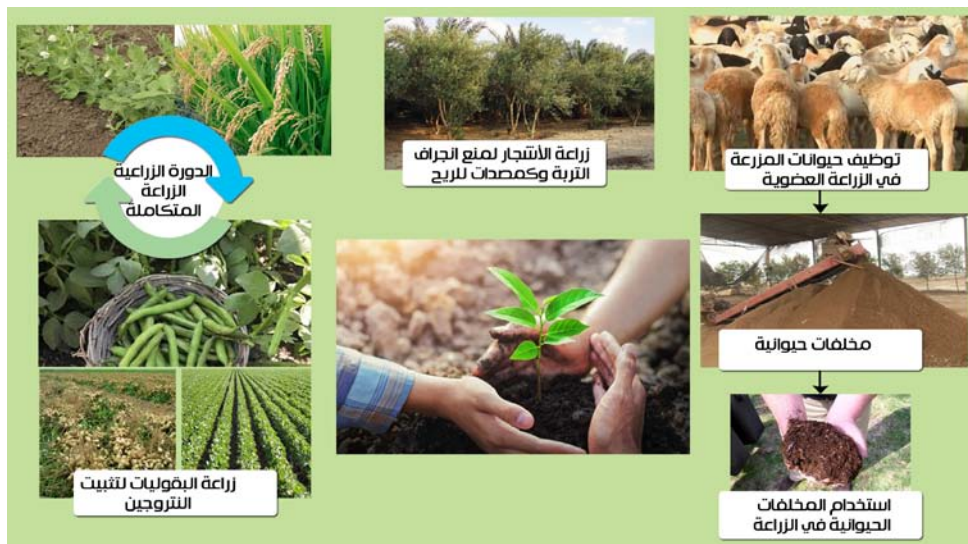 الدورة الزراعية
الزراعة
المتكاملة
زراعة الأشجار لمنع انجراف
التربة وكمصدات للريح
توظيف حيوانات المزرعة
في الزراعة العضوية
مخلفات حيوانية
زراعة البقوليات لتثبيت
النتروجين
استخدام المخلفات
الحيوانية في الزراعة